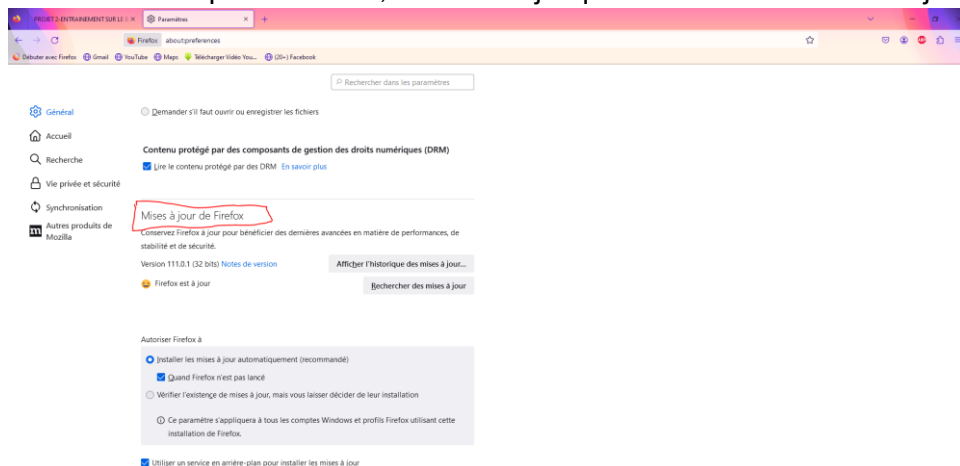 PROJET 2-ENTRAINEMENT SUR LE
Paramètres
Firefox about:preferences
Débuter avec Firefox Gmail YouTube Maps Télécharger Vidéo You... (25+) Facebook
Rechercher dans les paramètres
Général
Demander s'il faut ouvrir ou enregistrer les fichiers
Accueil
Contenu protégé par des composants de gestion des droits numériques (DRM)
Recherche
Lire le contenu protégé par des DRM En savoir plus
Vie privée et sécurité
Synchronisation
Mises à jour de Firefox
Autres produits de
Mozilla
Conservez Firefox à jour pour bénéficier des dernières avancées en matière de performances, de
stabilité et de sécurité.
Version 111.0.1 (32 bits) Notes de version
Afficher l'historique des mises à jour...
Firefox est à jour
Rechercher des mises à jour
Autoriser Firefox à
Installer les mises à jour automatiquement (recommandé)
Quand Firefox n'est pas lancé
Vérifier l'existence de mises à jour, mais vous laisser décider de leur installation
Ce paramètre s'appliquera à tous les comptes Windows et profils Firefox utilisant cette
installation de Firefox.
Utiliser un service en arrière-plan pour installer les mises à jour